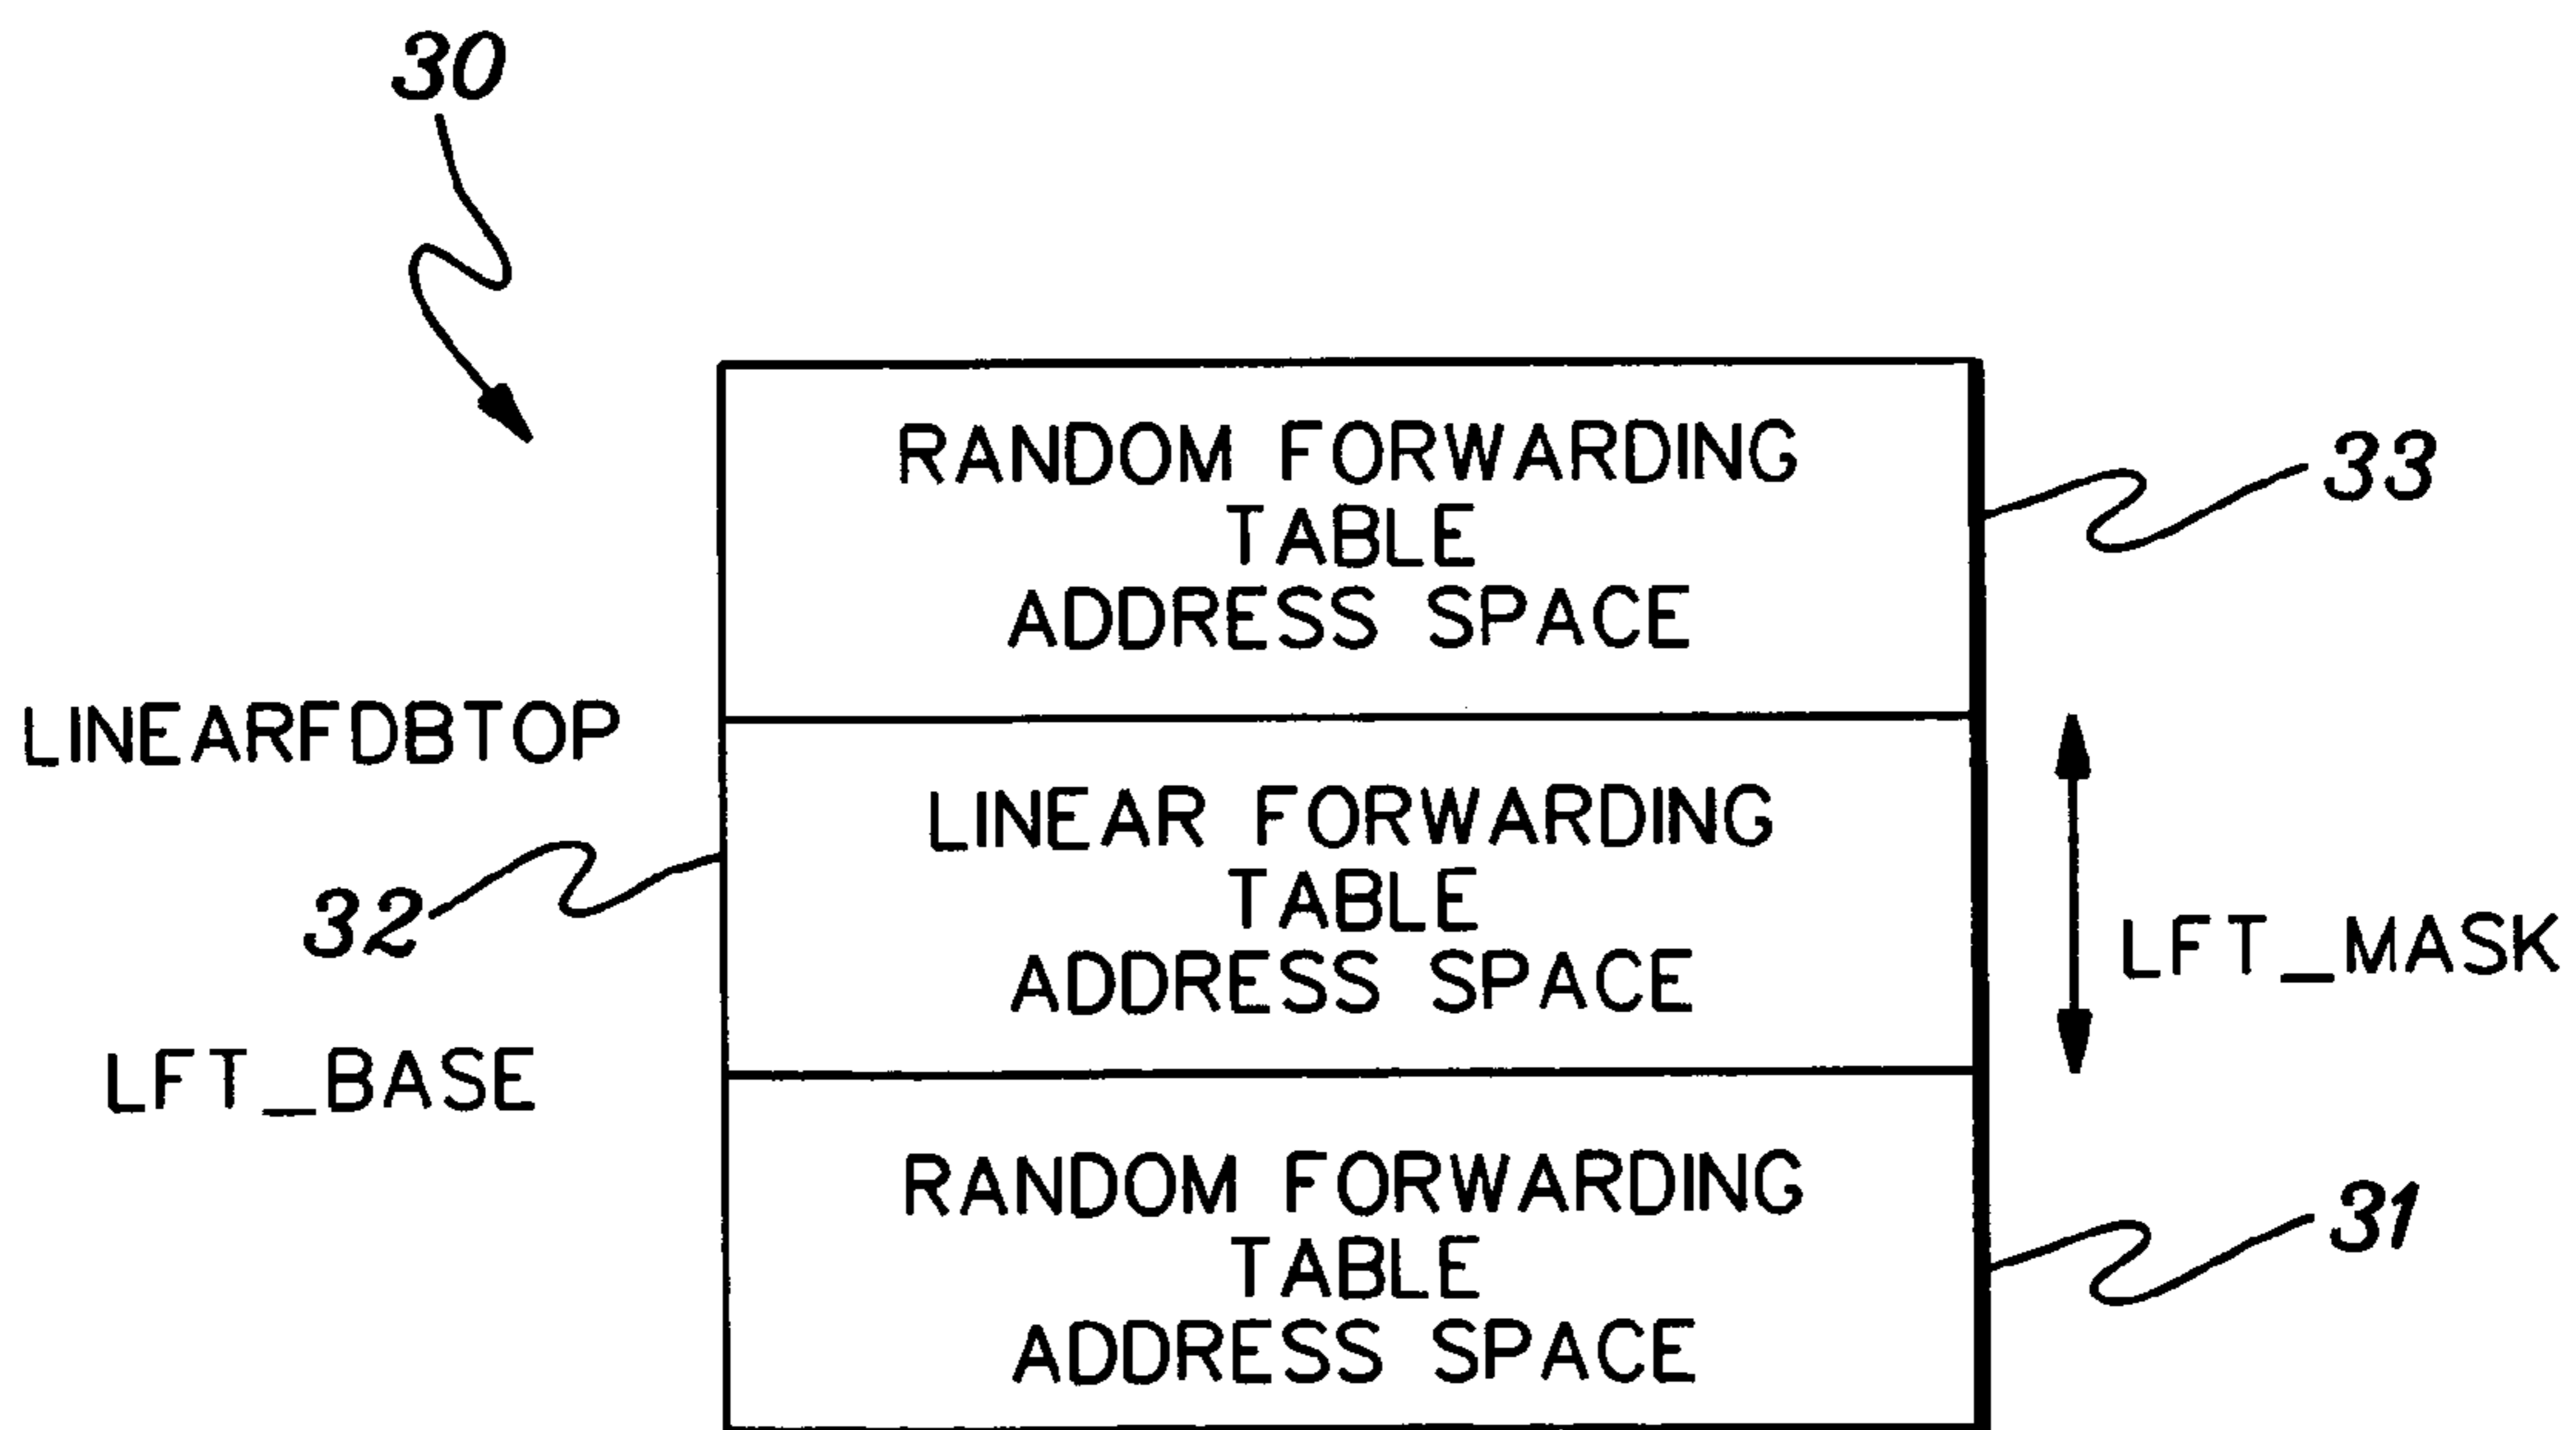 30
RANDOM FORWARDING
TABLE
ADDRESS SPACE
33
LINEARFDBTOP
LINEAR FORWARDING
TABLE
ADDRESS SPACE
32
LFT_MASK
LFT_BASE
RANDOM FORWARDING
TABLE
ADDRESS SPACE
31